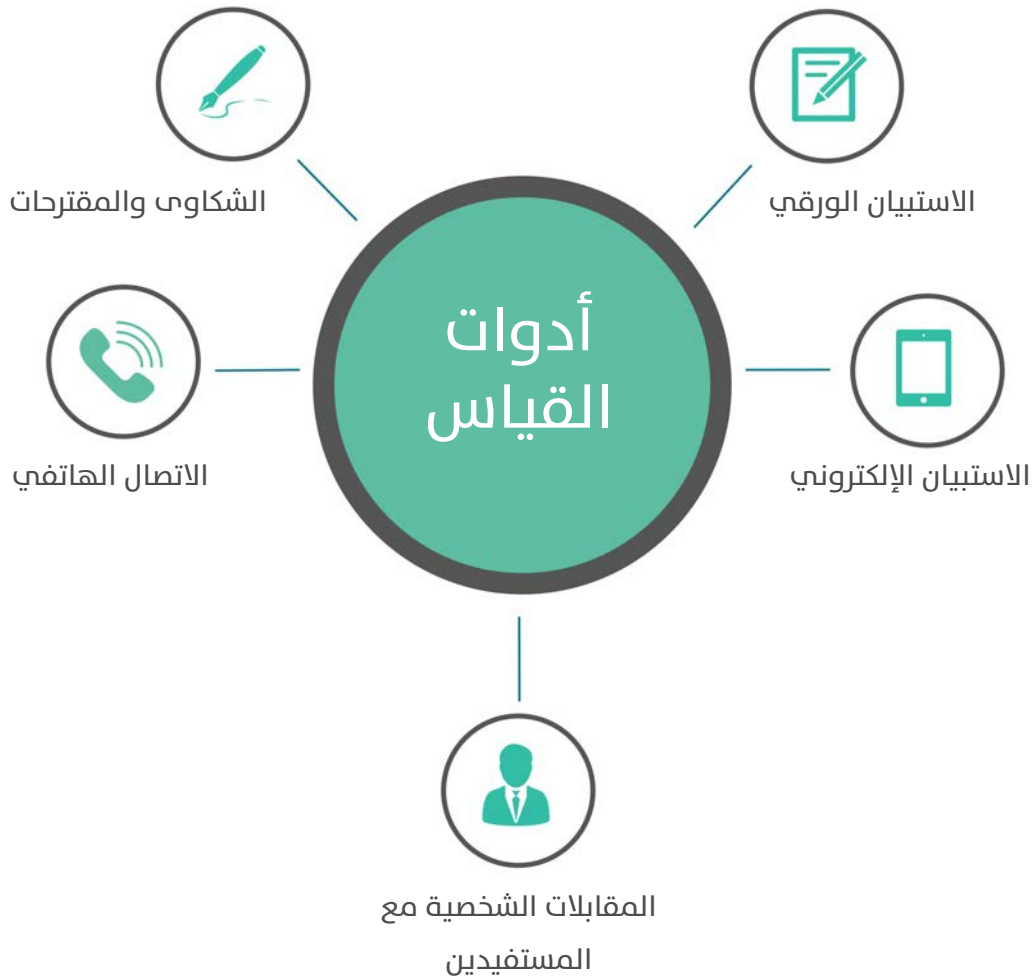 الاستبيان الورقي
الشكاوى والمقترحات
أدوات
القياس
الاستبيان الإلكتروني
الاتصال الهاتفي
المقابلات الشخصية مع
المستفيدين